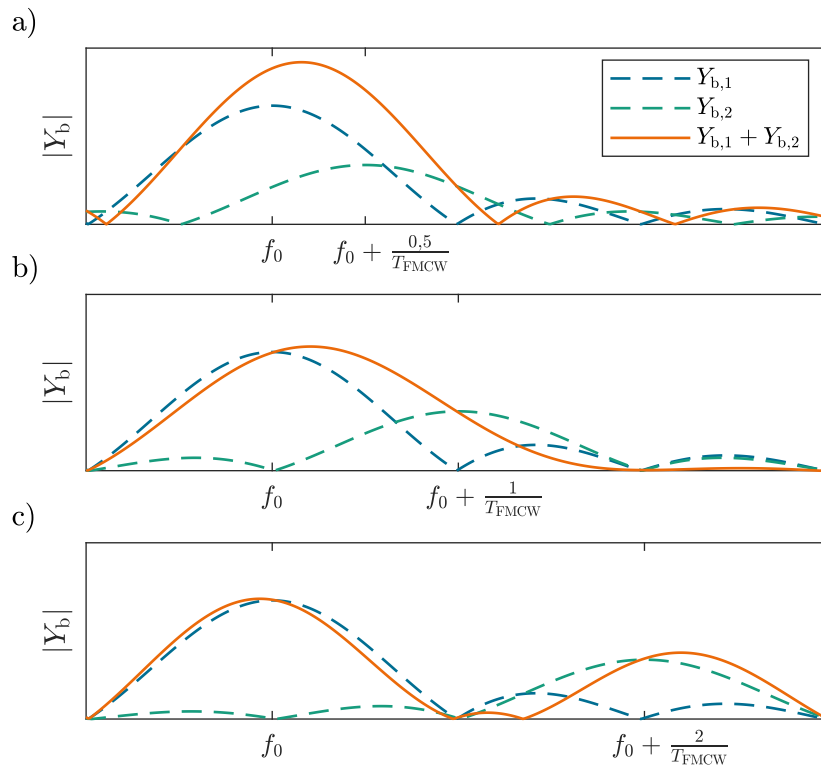 a)
|Y_b|
Y_b,1
Y_b,2
Y_b,1 + Y_b,2
f_0
f_0 + 0,5/T_FMCW
b)
|Y_b|
f_0
f_0 + 1/T_FMCW
c)
|Y_b|
f_0
f_0 + 2/T_FMCW